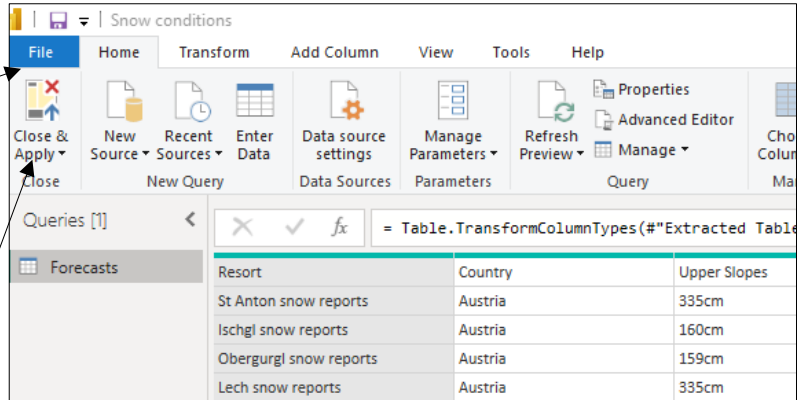 Snow conditions
File Home Transform Add Column View Tools Help
Close & Apply
New Source
Recent Sources
Enter Data
Data source settings
Manage Parameters
Refresh Preview
Properties
Advanced Editor
Manage
Close
New Query
Data Sources
Parameters
Query
Queries [1]
fx = Table.TransformColumnTypes(#"Extracted Table
Forecasts
Resort Country Upper Slopes
St Anton snow reports Austria 335cm
Ischgl snow reports Austria 160cm
Obergurgl snow reports Austria 159cm
Lech snow reports Austria 335cm